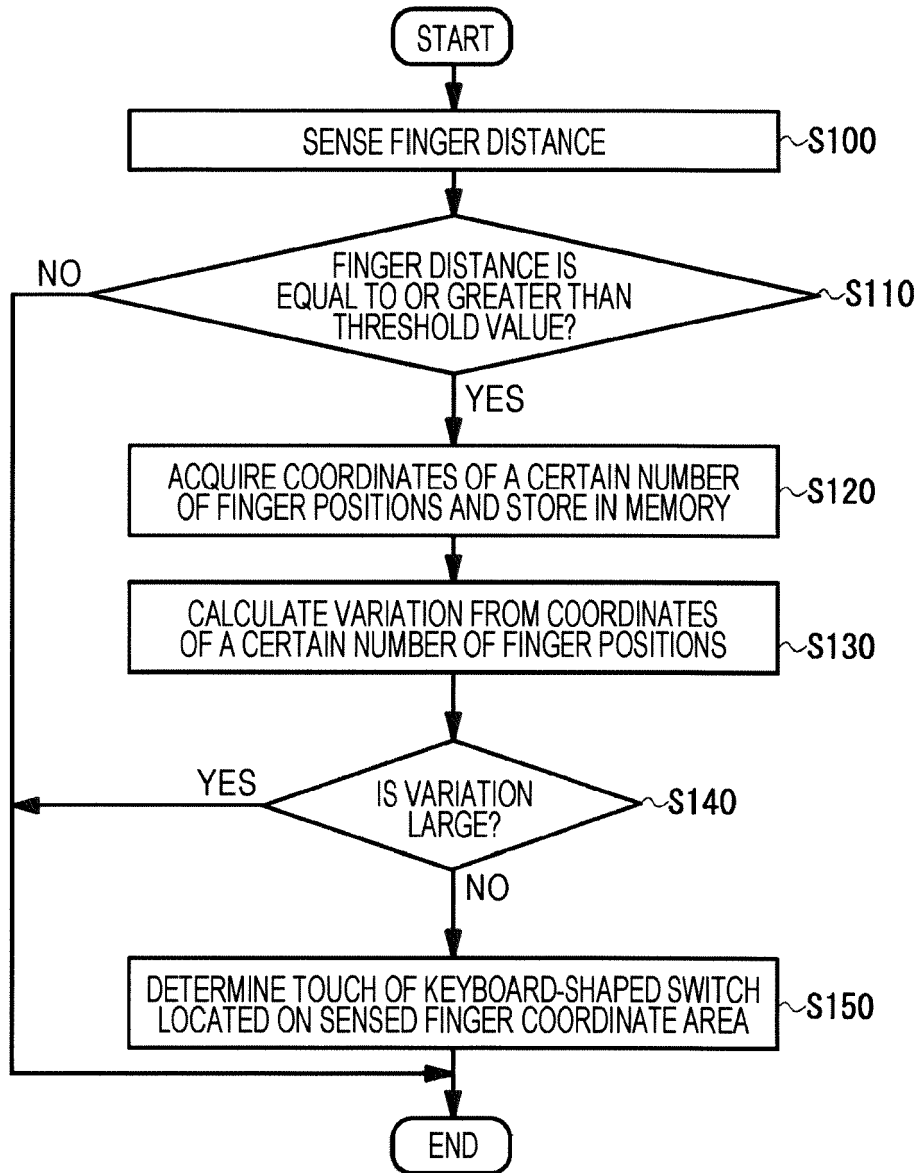 START
SENSE FINGER DISTANCE
S100
NO
FINGER DISTANCE IS
EQUAL TO OR GREATER THAN
THRESHOLD VALUE?
S110
YES
ACQUIRE COORDINATES OF A CERTAIN NUMBER
OF FINGER POSITIONS AND STORE IN MEMORY
S120
CALCULATE VARIATION FROM COORDINATES
OF A CERTAIN NUMBER OF FINGER POSITIONS
S130
YES
IS VARIATION
LARGE?
S140
NO
DETERMINE TOUCH OF KEYBOARD-SHAPED SWITCH
LOCATED ON SENSED FINGER COORDINATE AREA
S150
END